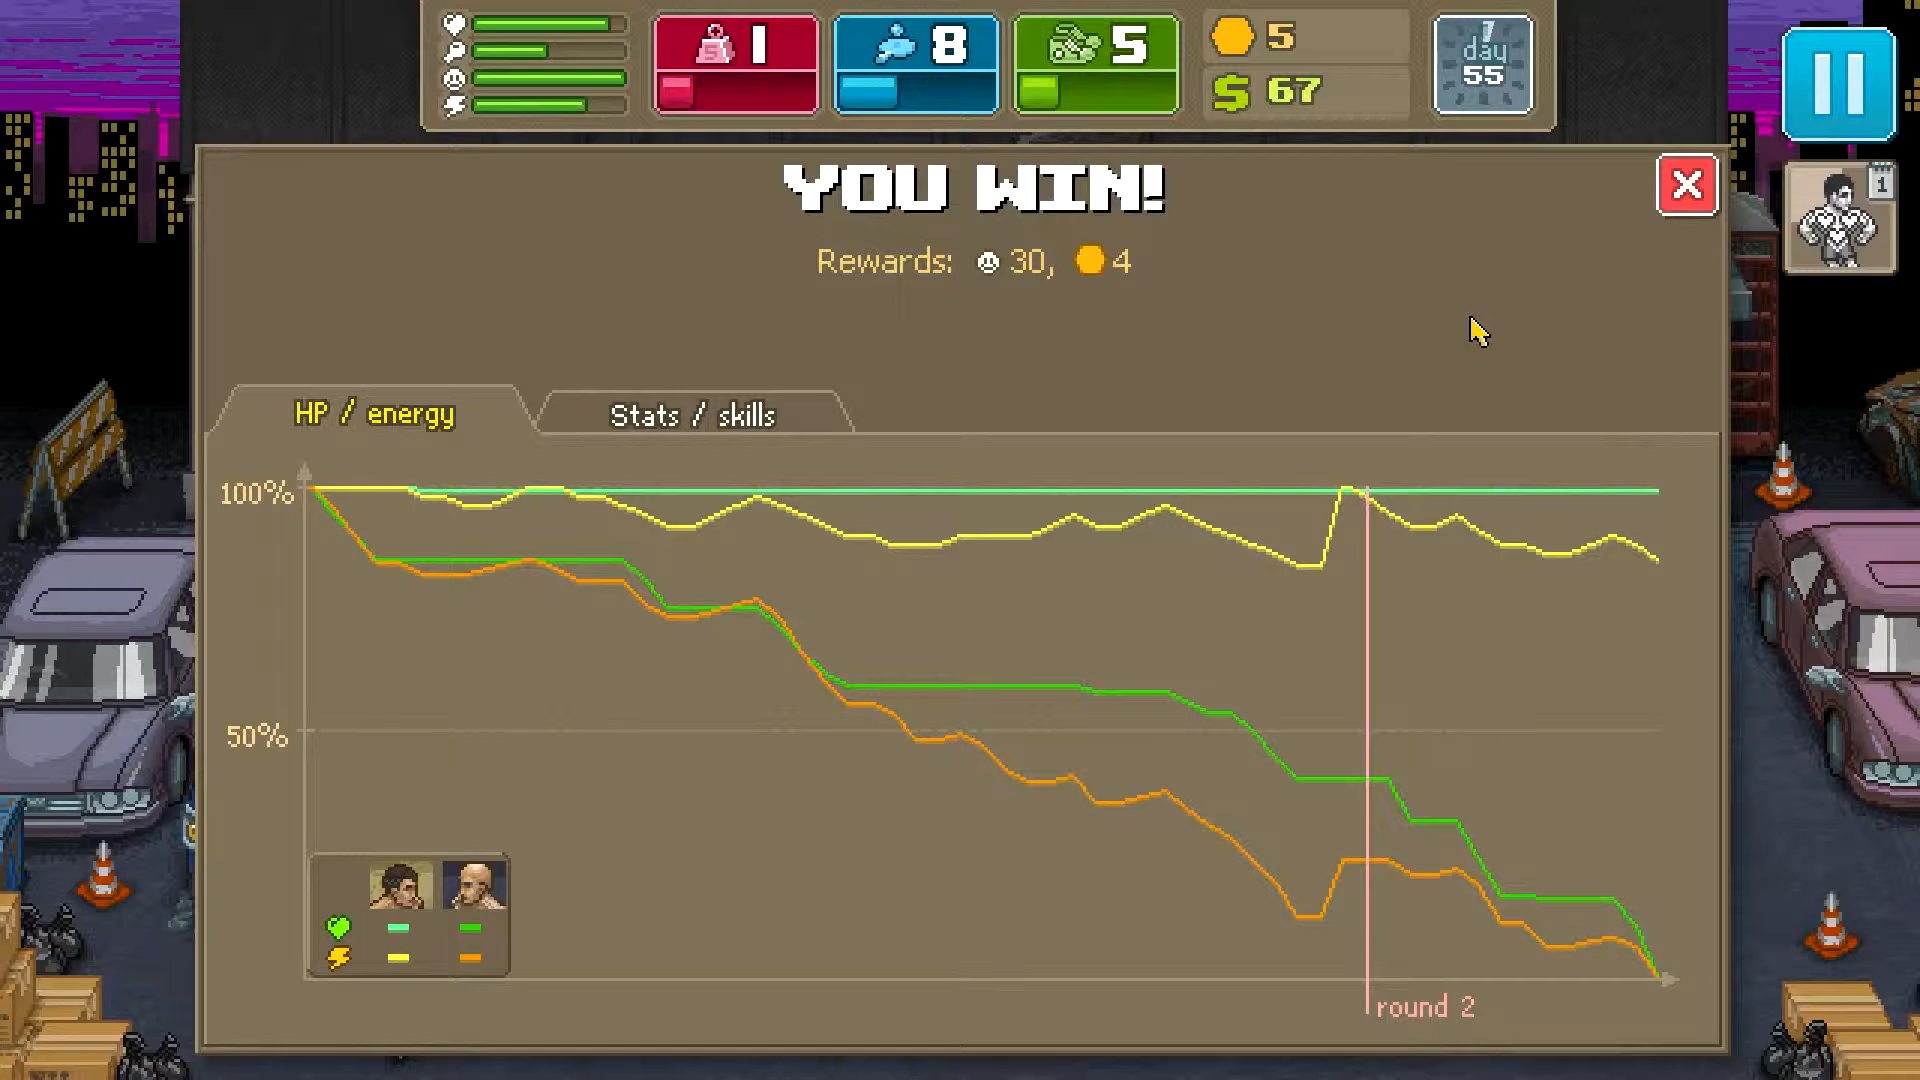 1
8
5
5
67
7
day
55
1
YOU WIN!
Rewards: 30, 4
HP / energy
Stats / skills
100%
50%
round 2